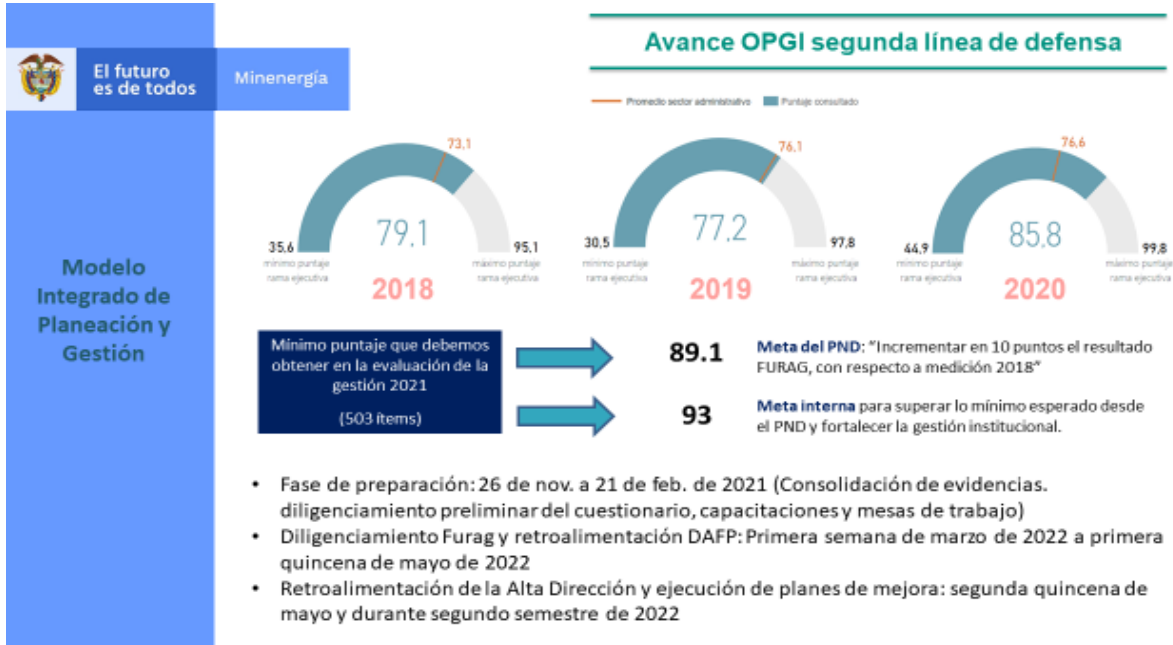 Avance OPGI segunda línea de defensa
El futuro
es de todos
Minenergía
Promedio sector administrativo
Puntaje consultado
73,1
79,1
35,6
mínimo puntaje
rama ejecutiva
95,1
máximo puntaje
rama ejecutiva
2018
76,1
77,2
30,5
mínimo puntaje
rama ejecutiva
97,8
máximo puntaje
rama ejecutiva
2019
76,6
85,8
44,9
mínimo puntaje
rama ejecutiva
99,8
máximo puntaje
rama ejecutiva
2020
Modelo
Integrado de
Planeación y
Gestión
Mínimo puntaje que debemos
obtener en la evaluación de la
gestión 2021
(503 ítems)
89.1
Meta del PND: “Incrementar en 10 puntos el resultado
FURAG, con respecto a medición 2018”
93
Meta interna para superar lo mínimo esperado desde
el PND y fortalecer la gestión institucional.
• Fase de preparación: 26 de nov. a 21 de feb. de 2021 (Consolidación de evidencias.
diligenciamiento preliminar del cuestionario, capacitaciones y mesas de trabajo)
• Diligenciamiento Furag y retroalimentación DAFP: Primera semana de marzo de 2022 a primera
quincena de mayo de 2022
• Retroalimentación de la Alta Dirección y ejecución de planes de mejora: segunda quincena de
mayo y durante segundo semestre de 2022